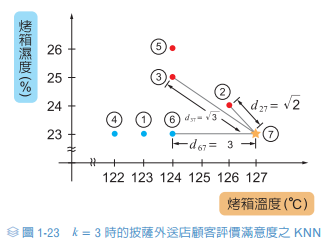 烤箱濕度(%)
26
25
24
23
⑤
③
②
④
①
⑥
⑦
d₃₇=√3
d₂₇ = √2
d₆₇ = 3
122 123 124 125 126 127
烤箱溫度(℃)
圖 1-23 k = 3 時的披薩外送店顧客評價滿意度之 KNN